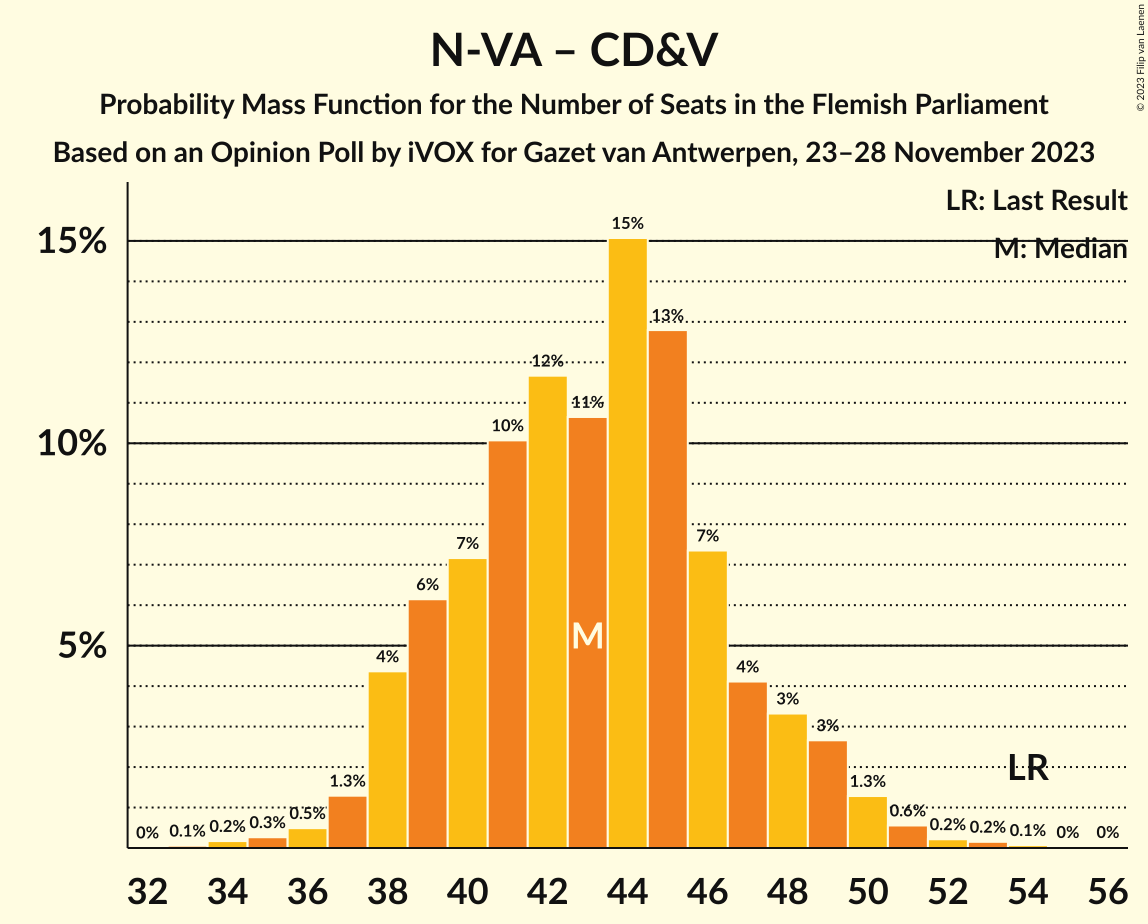 N-VA – CD&V
Probability Mass Function for the Number of Seats in the Flemish Parliament
Based on an Opinion Poll by iVOX for Gazet van Antwerpen, 23–28 November 2023
© 2023 Filip van Laenen
LR: Last Result
M: Median
15%
10%
5%
0% 0.1% 0.2% 0.3% 0.5% 1.3% 4% 6% 7% 10% 12% 11% 15% 13% 7% 4% 3% 3% 1.3% 0.6% 0.2% 0.2% 0.1% 0% 0%
M
LR
32 34 36 38 40 42 44 46 48 50 52 54 56